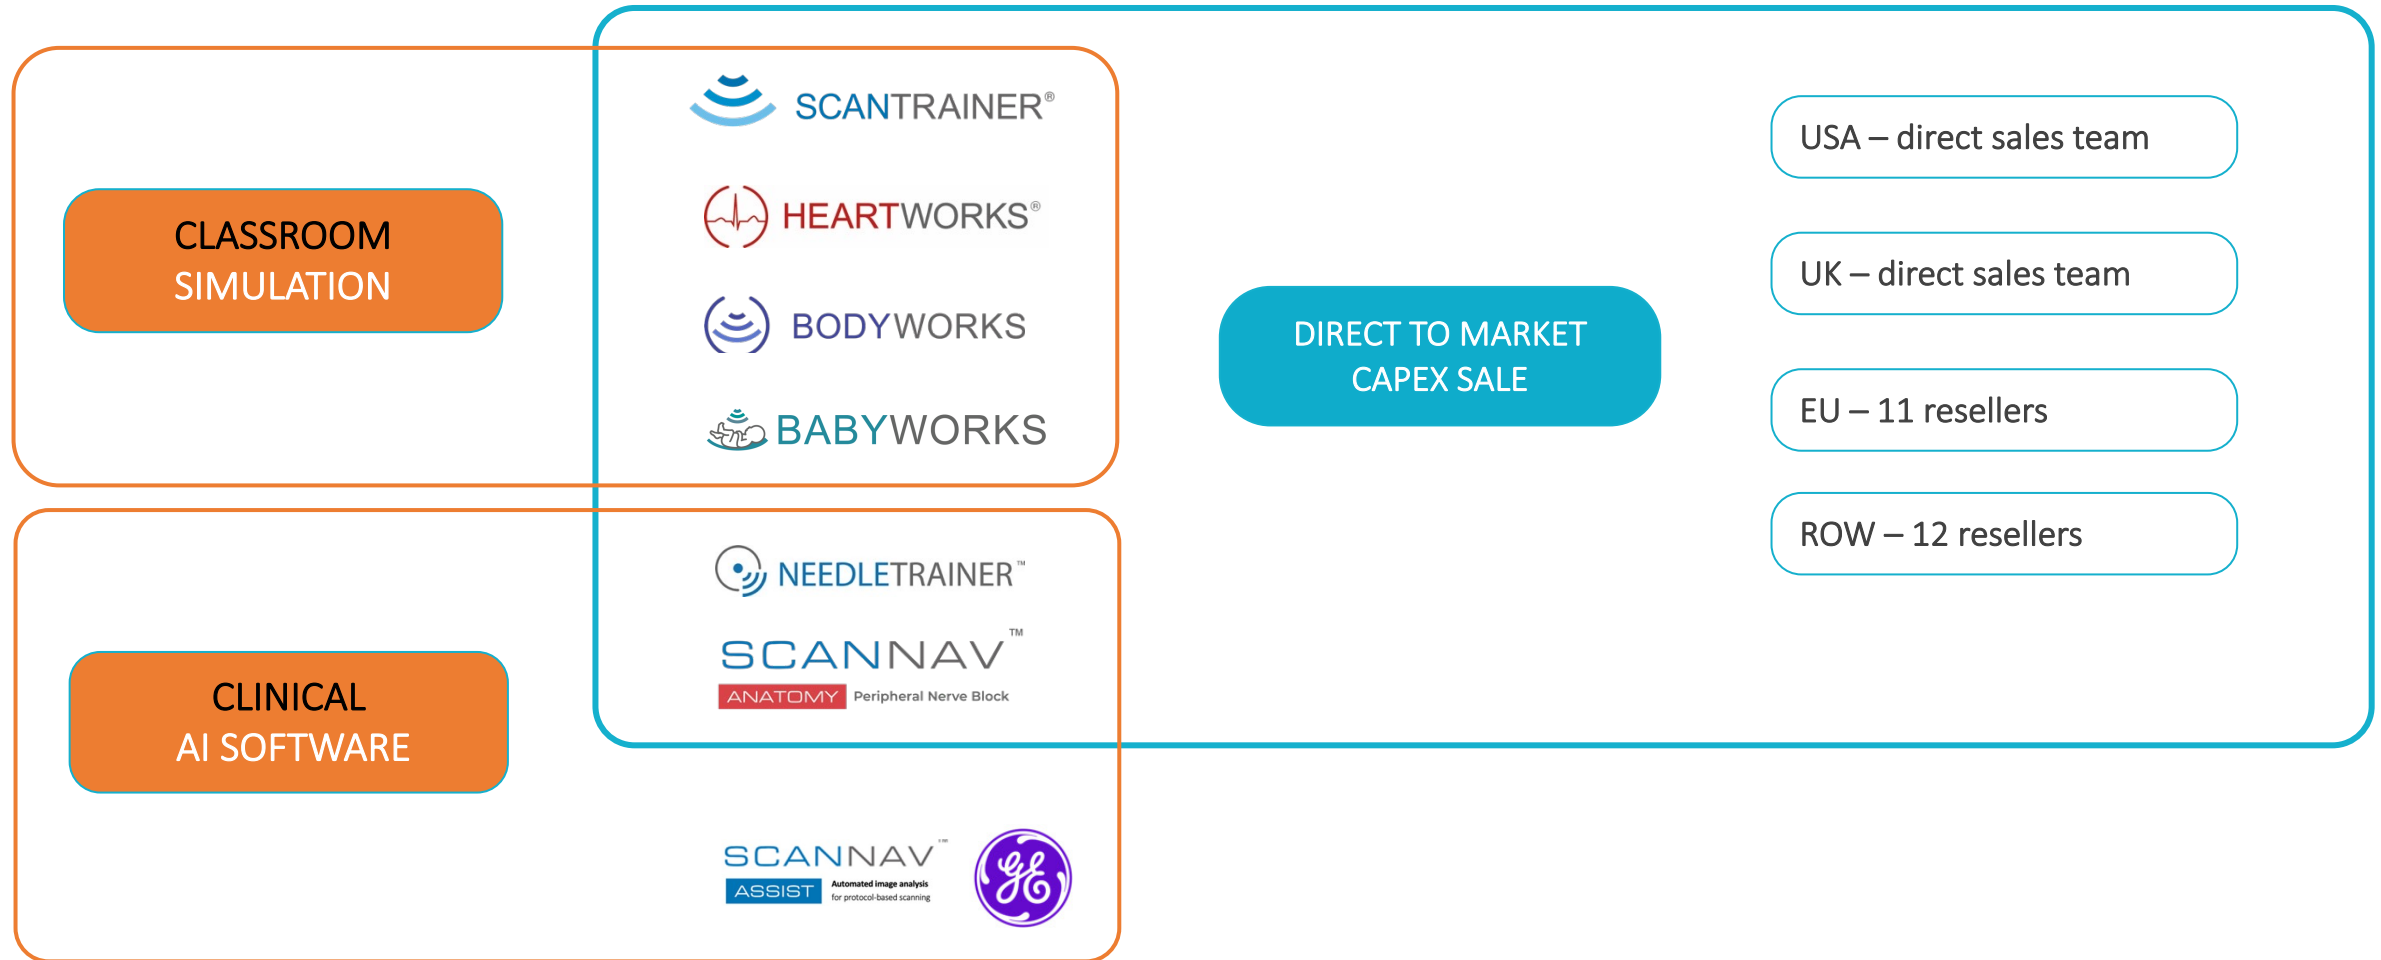 CLASSROOM
SIMULATION
SCANTRAINER®
HEARTWORKS®
BODYWORKS
BABYWORKS
DIRECT TO MARKET
CAPEX SALE
USA – direct sales team
UK – direct sales team
EU – 11 resellers
ROW – 12 resellers
CLINICAL
AI SOFTWARE
NEEDLETRAINER™
SCANNAV™
ANATOMY Peripheral Nerve Block
SCANNAV™
ASSIST Automated image analysis
for protocol-based scanning
GE